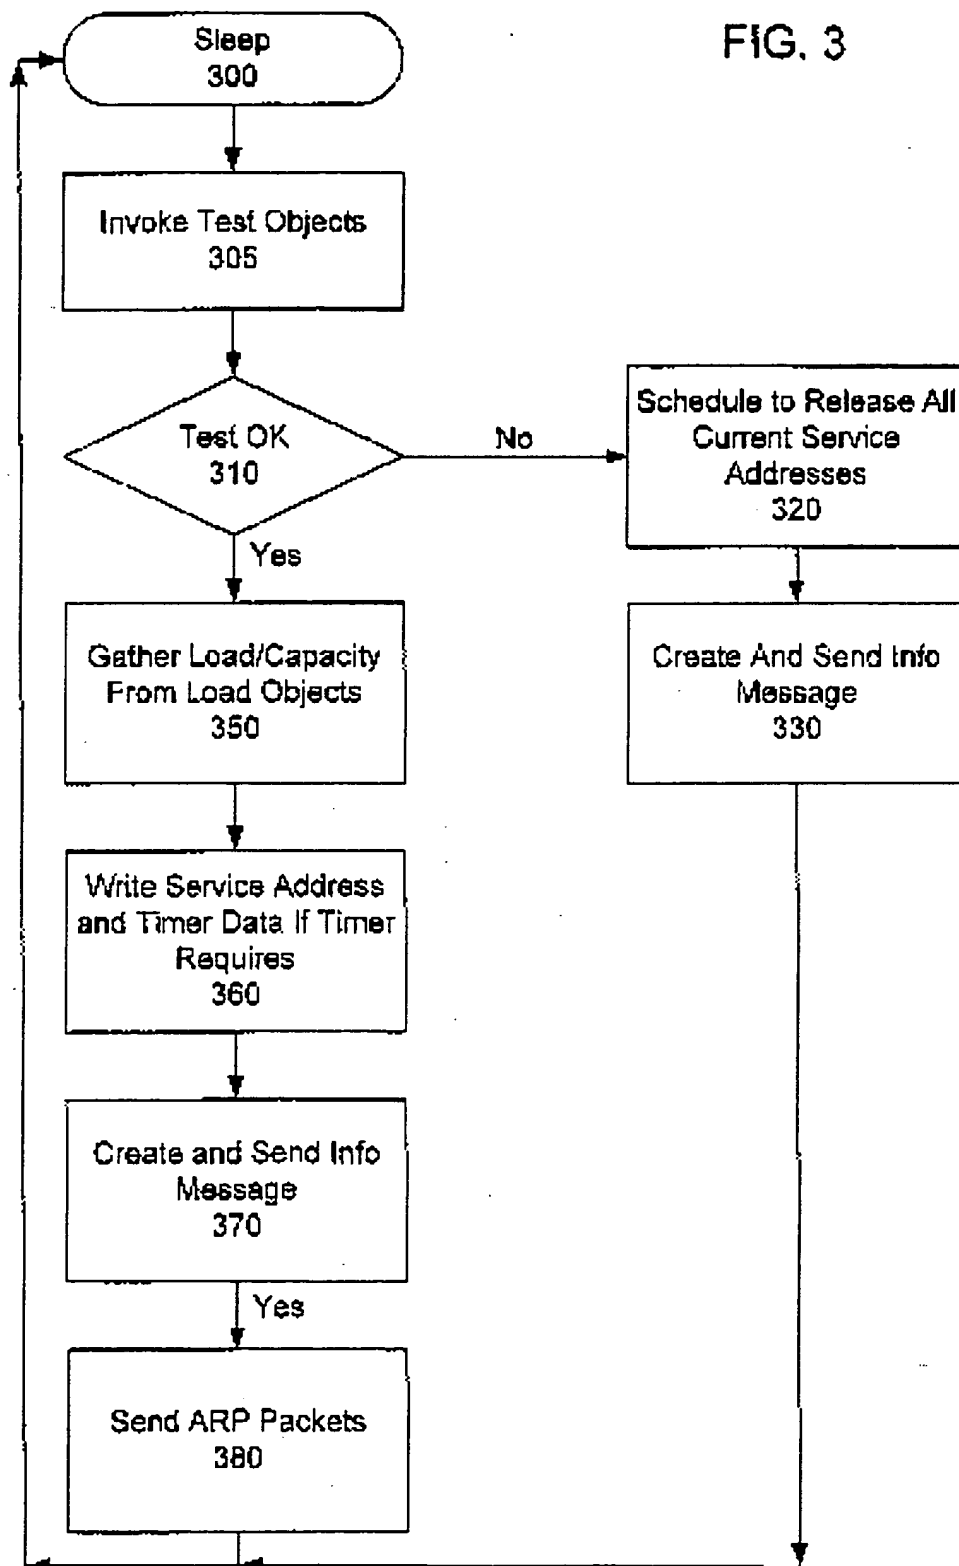 FIG. 3
Sleep
300
Invoke Test Objects
305
Test OK
310
No
Yes
Schedule to Release All
Current Service
Addresses
320
Gather Load/Capacity
From Load Objects
350
Create And Send Info
Message
330
Write Service Address
and Timer Data If Timer
Requires
360
Create and Send Info
Message
370
Yes
Send ARP Packets
380